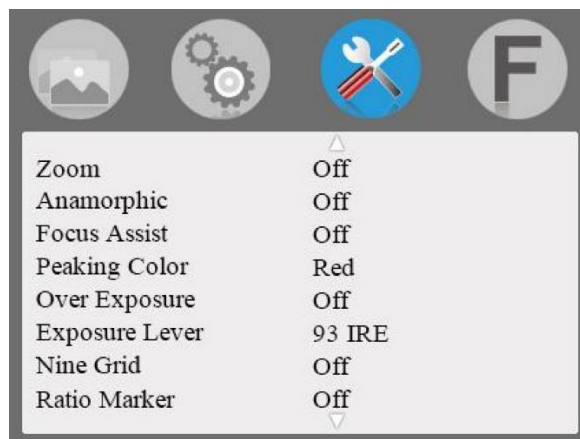 F
Zoom Off
Anamorphic Off
Focus Assist Off
Peaking Color Red
Over Exposure Off
Exposure Lever 93 IRE
Nine Grid Off
Ratio Marker Off